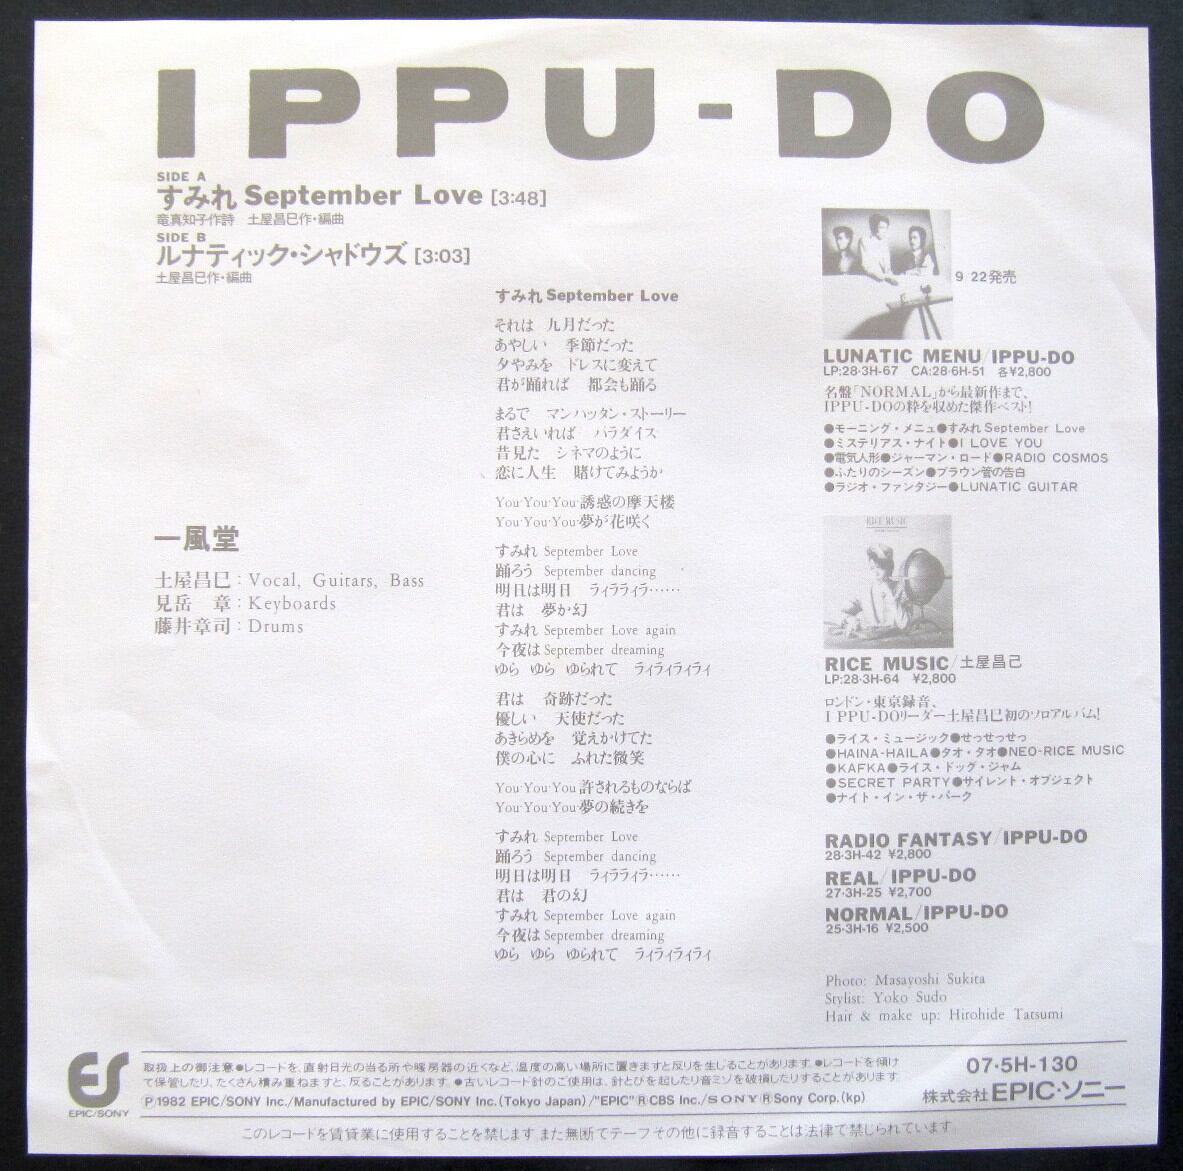 IPPU-DO
SIDE A
すみれ September Love [3:48]
竜真知子作詩　土屋昌巳作・編曲
SIDE B
ルナティック・シャドウズ [3:03]
土屋昌巳作・編曲
一風堂
土屋昌巳：Vocal, Guitars, Bass
見岳　章：Keyboards
藤井章司：Drums
すみれ September Love
それは　九月だった
あやしい　季節だった
夕やみを　ドレスに変えて
君が踊れば　都会も踊る
まるで　マンハッタン・ストーリー
君さえいれば　パラダイス
昔見た　シネマのように
恋に人生　賭けてみようか
You・You・You・誘惑の摩天楼
You・You・You・夢が花咲く
すみれ September Love
踊ろう September dancing
明日は明日　ライラライラ……
君は　夢か幻
すみれ September Love again
今夜は September dreaming
ゆら ゆら ゆられて　ライライライライ
君は　奇跡だった
優しい　天使だった
あきらめを　覚えかけてた
僕の心に　ふれた微笑
You・You・You 許されるものならば
You・You・You・夢の続きを
すみれ September Love
踊ろう September dancing
明日は明日　ライラライラ……
君は　君の幻
すみれ September Love again
今夜は September dreaming
ゆら ゆら ゆられて　ライライライライ
9/22発売
LUNATIC MENU/IPPU-DO
LP:28・3H-67　CA:28・6H-51　各¥2,800
名盤「NORMAL」から最新作まで、
IPPU-DOの粋を収めた傑作ベスト!
●モーニング・メニュ●すみれ September Love
●ミステリアス・ナイト●I LOVE YOU
●電気人形●ジャーマン・ロード●RADIO COSMOS
●ふたりのシーズン●ブラウン管の告白
●ラジオ・ファンタジー●LUNATIC GUITAR
RICE MUSIC
RICE MUSIC/土屋昌己
LP:28・3H-64　¥2,800
ロンドン・東京録音、
IPPU-DOリーダー土屋昌巳初のソロアルバム!
●ライス・ミュージック●せっせっせっ
●HAINA-HAILA●タオ・タオ●NEO-RICE MUSIC
●KAFKA●ライス・ドッグ・ジャム
●SECRET PARTY●サイレント・オブジェクト
●ナイト・イン・ザ・パーク
RADIO FANTASY/IPPU-DO
28・3H-42 ¥2,800
REAL/IPPU-DO
27・3H-25 ¥2,700
NORMAL/IPPU-DO
25・3H-16 ¥2,500
Photo: Masayoshi Sukita
Stylist: Yoko Sudo
Hair & make up: Hirohide Tatsumi
ES
EPIC/SONY
取扱上の御注意●レコードを、直射日光の当る所や暖房器の近くなど、温度の高い場所に置きますと反りを生じることがあります。●レコードを傾け
て保管したり、たくさん積み重ねますと、反ることがあります。●古いレコード針のご使用は、針とびを起したり音ミゾを破損したりすることがあります。
Ⓟ1982 EPIC/SONY Inc./Manufactured by EPIC/SONY Inc.(Tokyo Japan)/"EPIC"®CBS Inc./SONY®Sony Corp.(kp)
07・5H-130
株式会社EPIC・ソニー
このレコードを賃貸業に使用することを禁じます また無断でテープその他に録音することは法律で禁じられています。